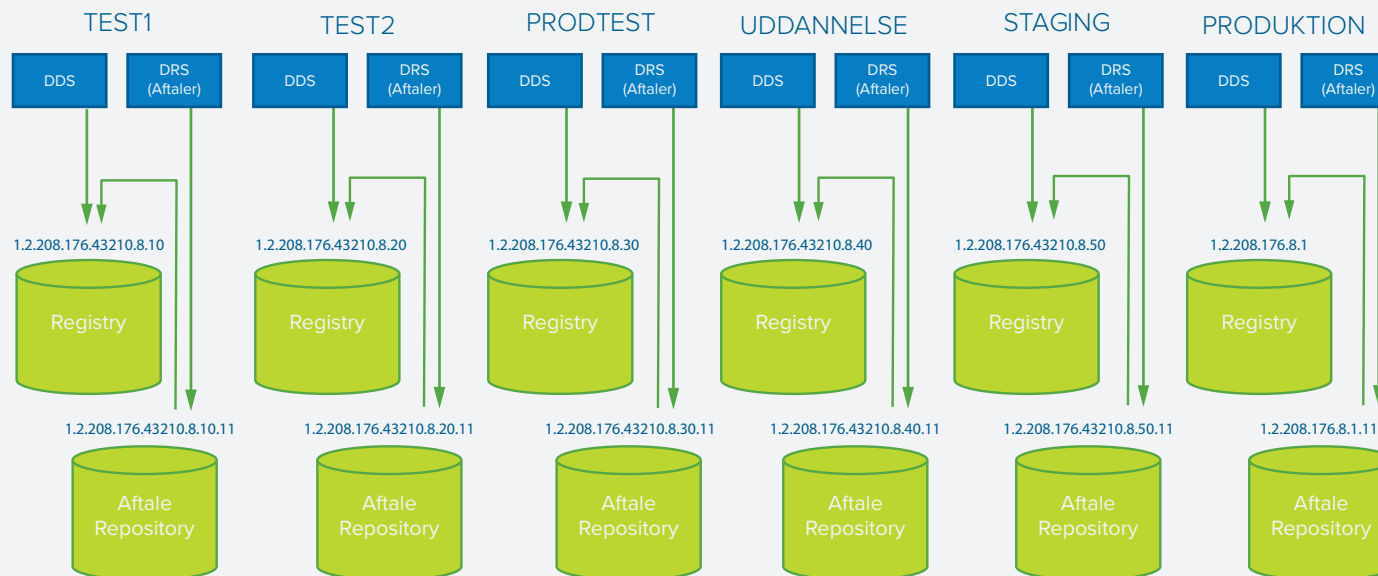 TEST1
TEST2
PRODTEST
UDDANNELSE
STAGING
PRODUKTION
DDS
DRS
(Aftaler)
DDS
DRS
(Aftaler)
DDS
DRS
(Aftaler)
DDS
DRS
(Aftaler)
DDS
DRS
(Aftaler)
DDS
DRS
(Aftaler)
1.2.208.176.43210.8.10
1.2.208.176.43210.8.20
1.2.208.176.43210.8.30
1.2.208.176.43210.8.40
1.2.208.176.43210.8.50
1.2.208.176.8.1
Registry
Registry
Registry
Registry
Registry
Registry
1.2.208.176.43210.8.10.11
1.2.208.176.43210.8.20.11
1.2.208.176.43210.8.30.11
1.2.208.176.43210.8.40.11
1.2.208.176.43210.8.50.11
1.2.208.176.8.1.11
Aftale
Repository
Aftale
Repository
Aftale
Repository
Aftale
Repository
Aftale
Repository
Aftale
Repository